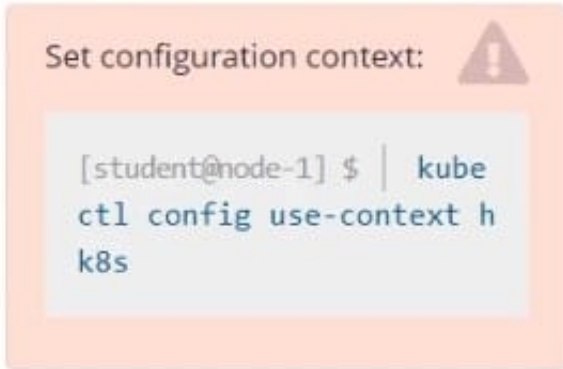 Set configuration context:
[student@node-1] $ | kube
ctl config use-context h
k8s